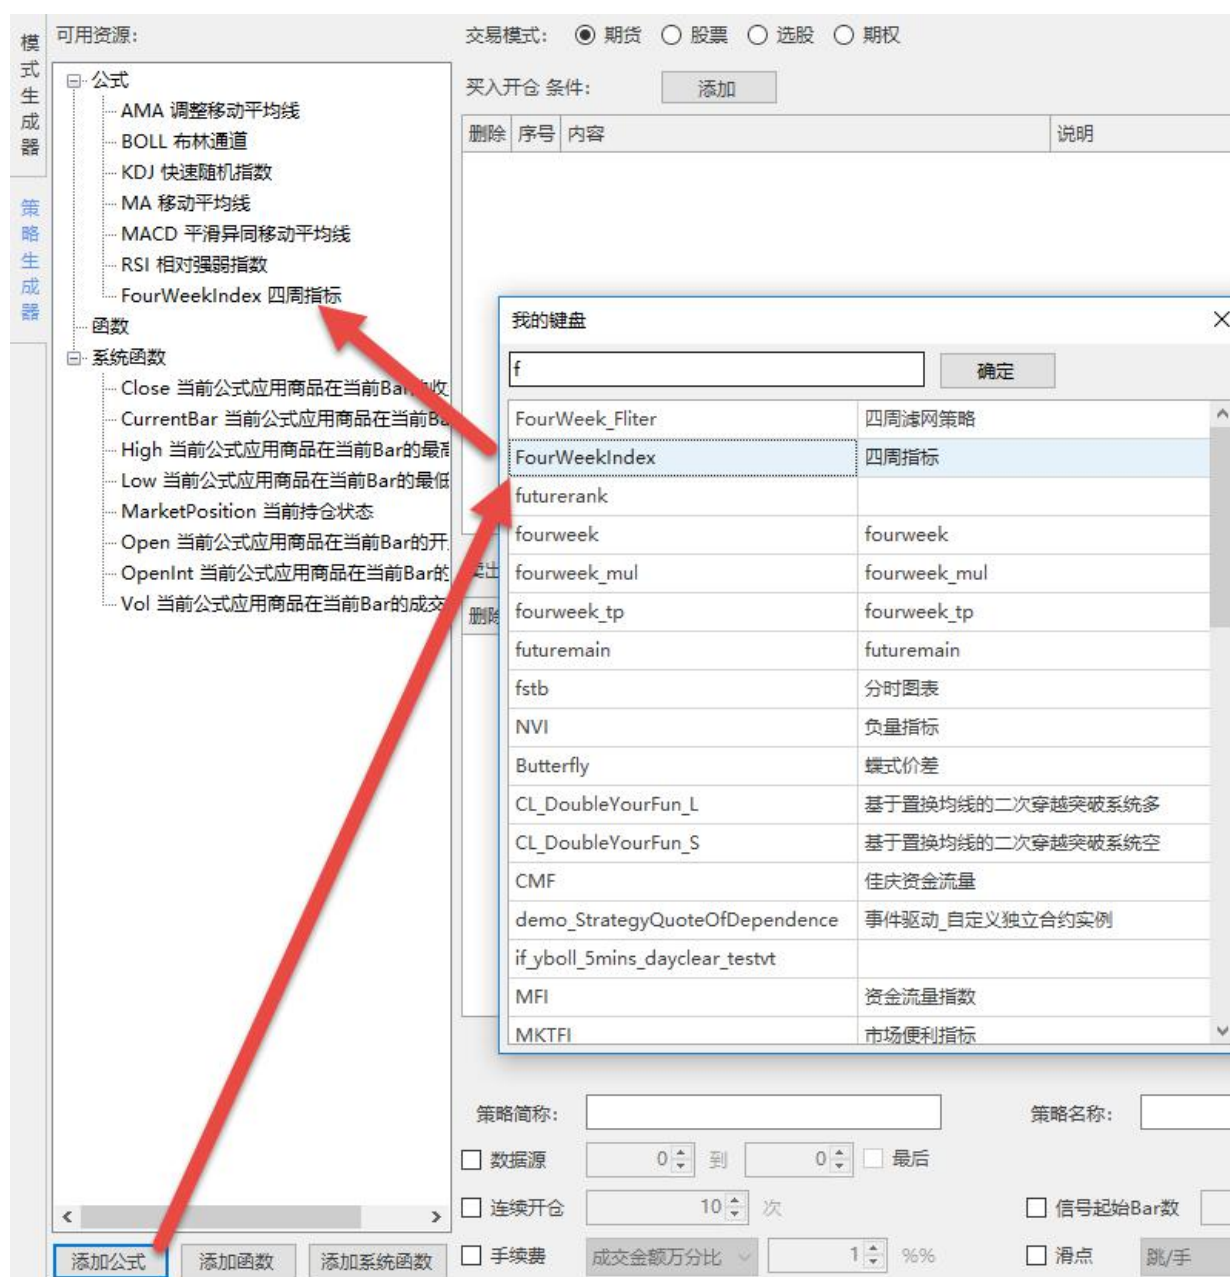 模式生成器
策略生成器
可用资源:
公式
AMA 调整移动平均线
BOLL 布林通道
KDJ 快速随机指数
MA 移动平均线
MACD 平滑异同移动平均线
RSI 相对强弱指数
FourWeekIndex 四周指标
函数
系统函数
Close 当前公式应用商品在当前Bar的收
CurrentBar 当前公式应用商品在当前Ba
High 当前公式应用商品在当前Bar的最高
Low 当前公式应用商品在当前Bar的最低
MarketPosition 当前持仓状态
Open 当前公式应用商品在当前Bar的开
OpenInt 当前公式应用商品在当前Bar的
Vol 当前公式应用商品在当前Bar的成交
添加公式 添加函数 添加系统函数
交易模式: 期货 股票 选股 期权
买入开仓 条件: 添加
删除 序号 内容 说明
卖出
删除
我的键盘
f 确定
FourWeek_Fliter 四周滤网策略
FourWeekIndex 四周指标
futurerank
fourweek fourweek
fourweek_mul fourweek_mul
fourweek_tp fourweek_tp
futuremain futuremain
fstb 分时图表
NVI 负量指标
Butterfly 蝶式价差
CL_DoubleYourFun_L 基于置换均线的二次穿越突破系统多
CL_DoubleYourFun_S 基于置换均线的二次穿越突破系统空
CMF 佳庆资金流量
demo_StrategyQuoteOfDependence 事件驱动_自定义独立合约实例
if_yboll_5mins_dayclear_testvt
MFI 资金流量指数
MKTFI 市场便利指标
策略简称: 策略名称:
数据源 0 到 0 最后
连续开仓 10 次 信号起始Bar数
手续费 成交金额万分比 1 %% 滑点 跳/手